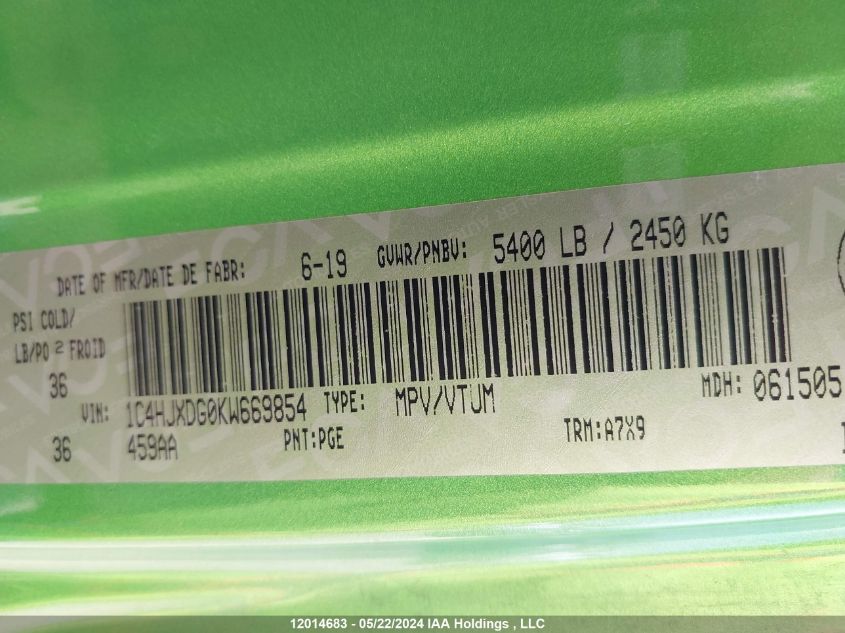 DATE OF MFR/DATE DE FABR: 6-19 GVWR/PNBV: 5400 LB / 2450 KG
PSI COLD/
LB/PO 2 FROID
36
VIN: 1C4HJXDG0KW669854 TYPE: MPV/VTUM MDH: 061505
36 459AA PNT:PGE TRM:A7X9
12014683 - 05/22/2024 IAA Holdings , LLC